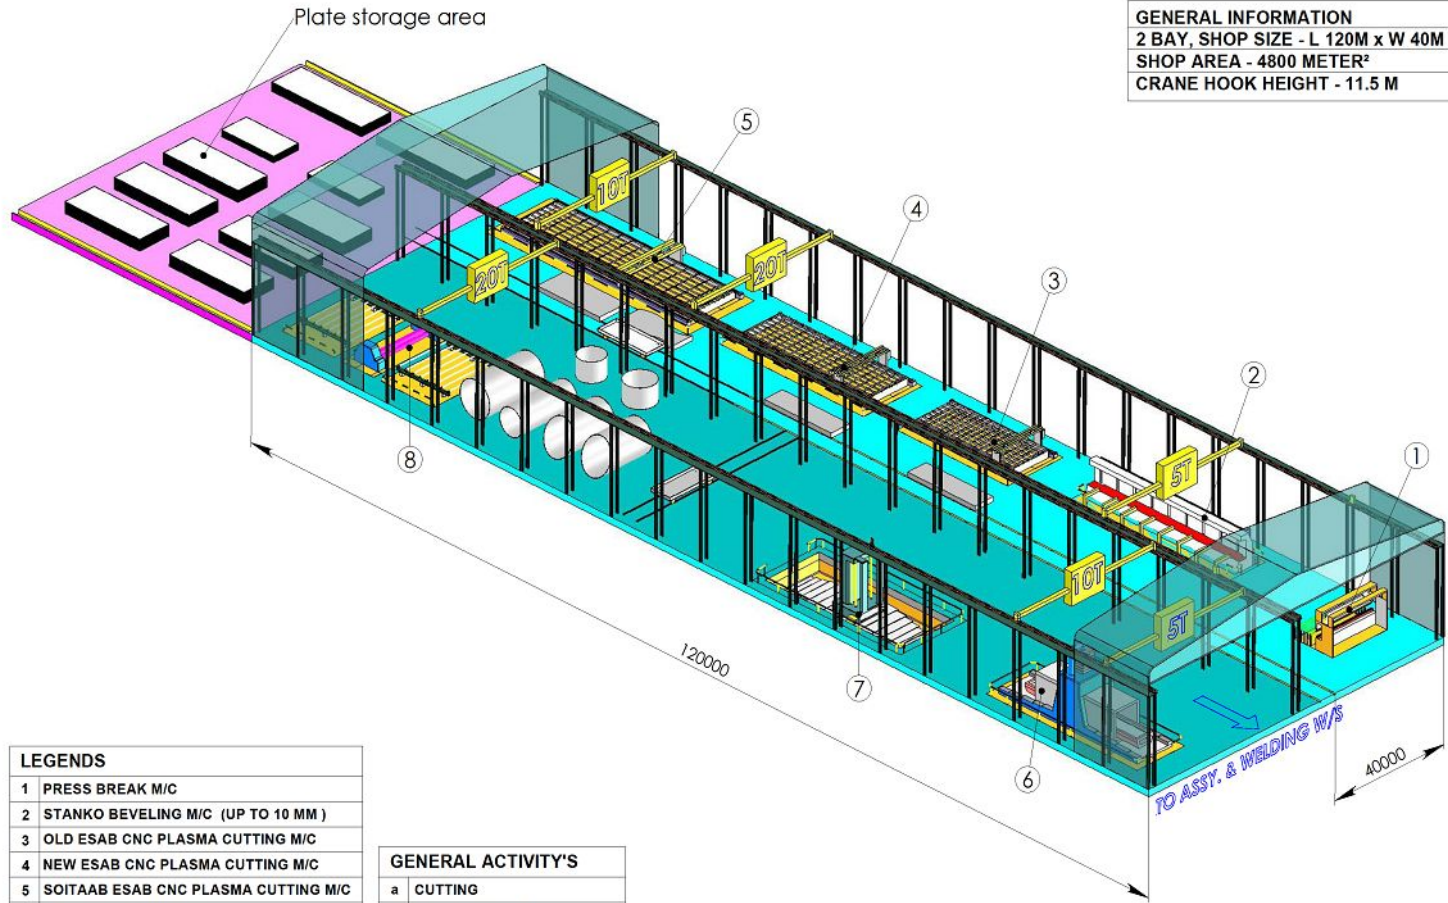 Plate storage area
GENERAL INFORMATION
2 BAY, SHOP SIZE - L 120M x W 40M
SHOP AREA - 4800 METER²
CRANE HOOK HEIGHT - 11.5 M
5
10T
4
20T
20T
3
2
8
5T
1
10T
5T
120000
7
6
TO ASSY. & WELDING W/S
40000
LEGENDS
1 PRESS BREAK M/C
2 STANKO BEVELING M/C (UP TO 10 MM )
3 OLD ESAB CNC PLASMA CUTTING M/C
4 NEW ESAB CNC PLASMA CUTTING M/C
5 SOITAAB ESAB CNC PLASMA CUTTING M/C
GENERAL ACTIVITY'S
a CUTTING